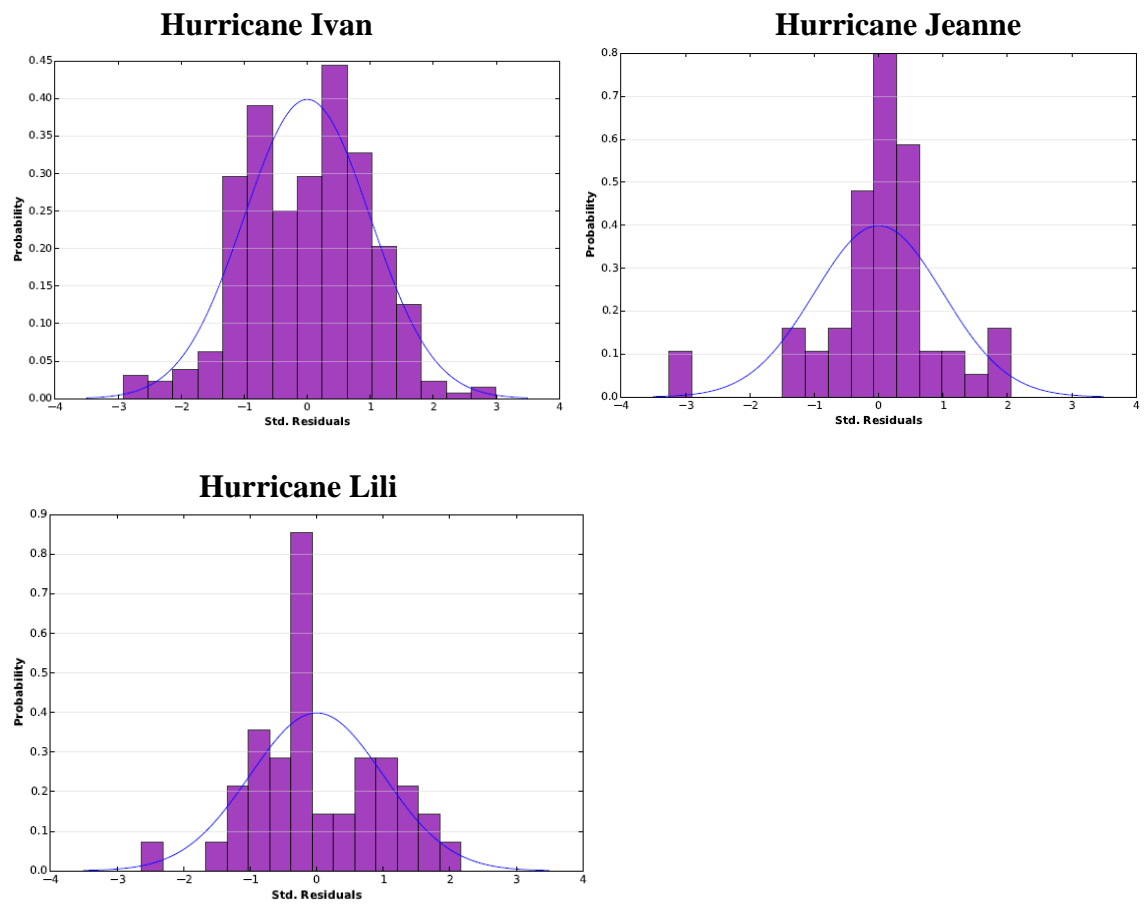 Hurricane Ivan
0.45
0.40
0.35
0.30
0.25
0.20
0.15
0.10
0.05
0.00
Probability
−4 −3 −2 −1 0 1 2 3 4
Std. Residuals
Hurricane Jeanne
0.8
0.7
0.6
0.5
0.4
0.3
0.2
0.1
0.0
Probability
−4 −3 −2 −1 0 1 2 3 4
Std. Residuals
Hurricane Lili
0.9
0.8
0.7
0.6
0.5
0.4
0.3
0.2
0.1
0.0
Probability
−4 −3 −2 −1 0 1 2 3 4
Std. Residuals